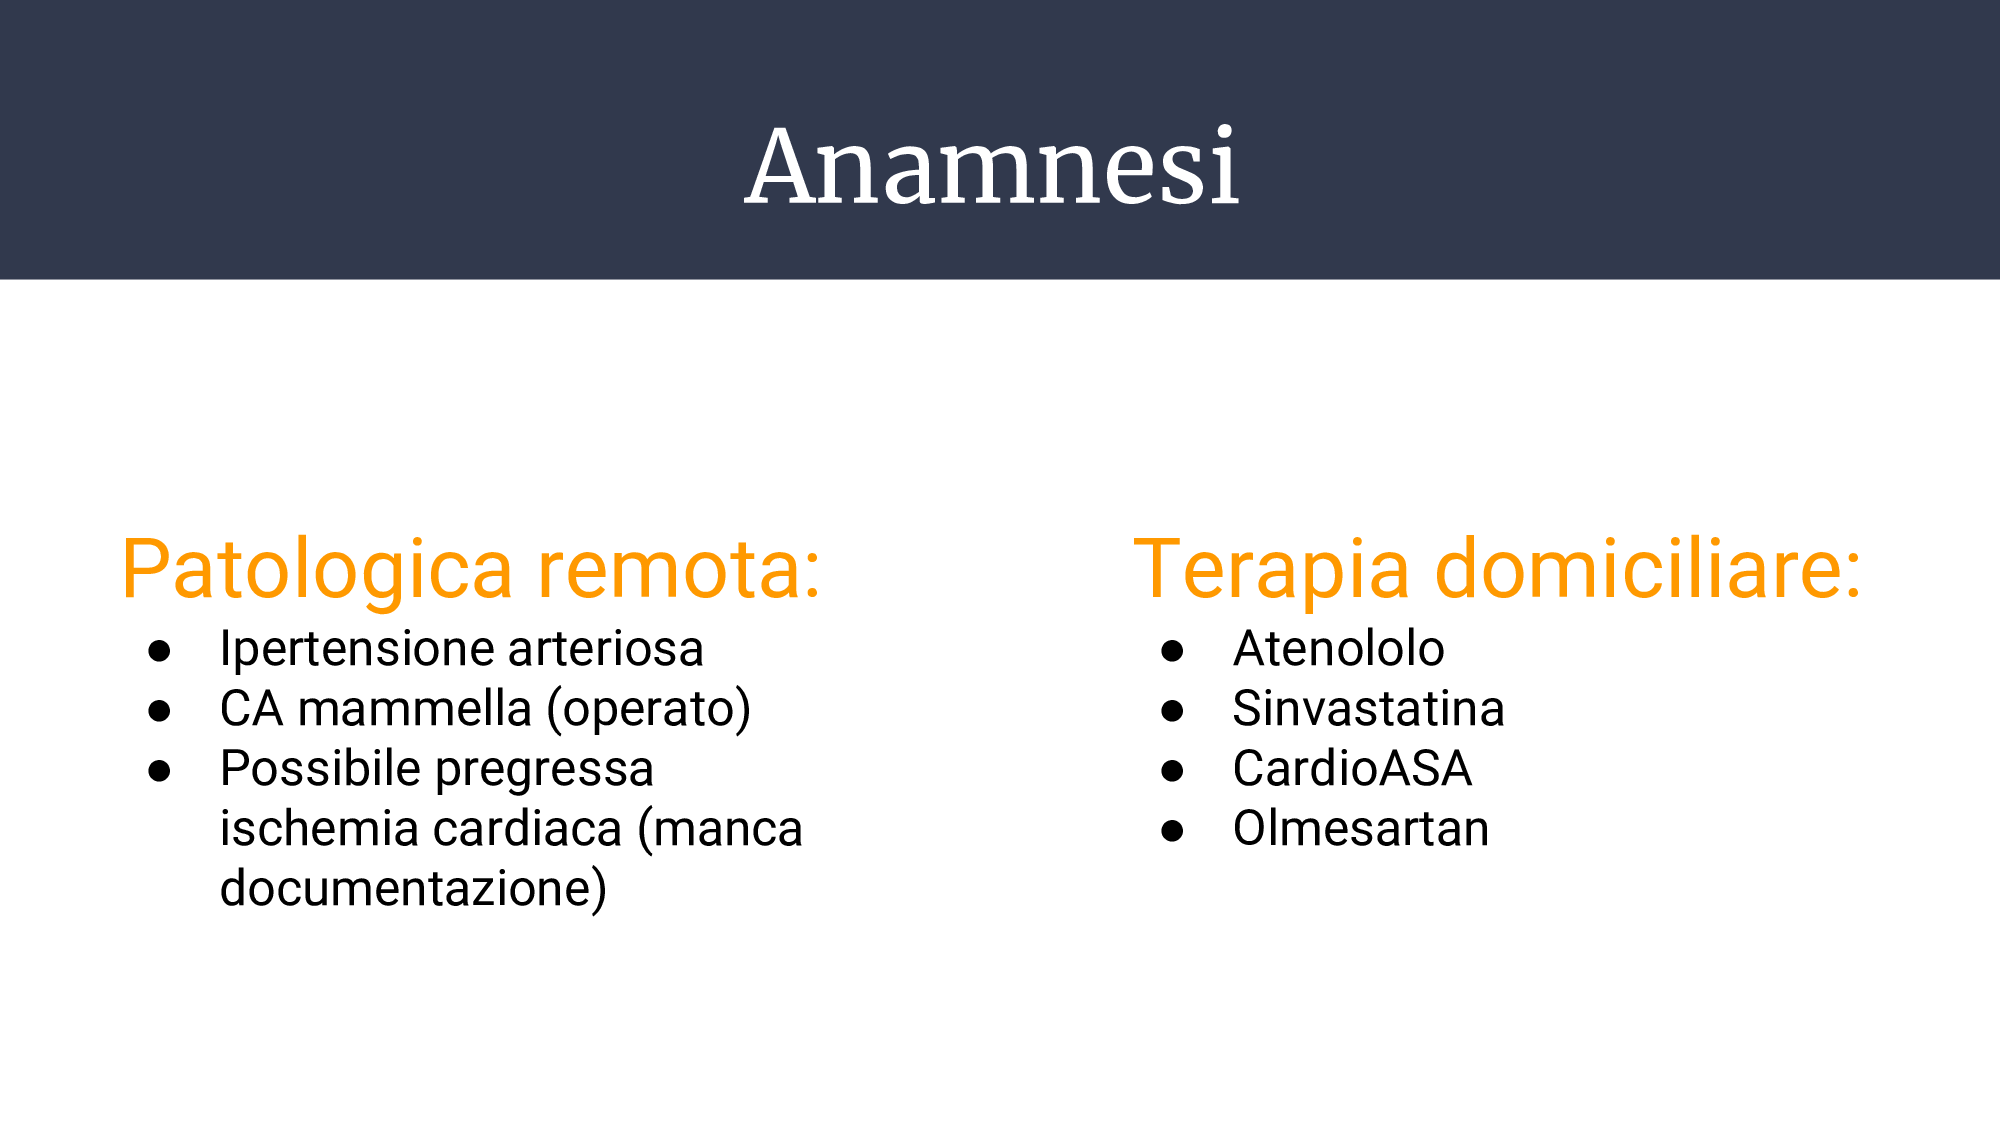 Anamnesi
Patologica remota:
● Ipertensione arteriosa
● CA mammella (operato)
● Possibile pregressa
ischemia cardiaca (manca
documentazione)
Terapia domiciliare:
● Atenololo
● Sinvastatina
● CardioASA
● Olmesartan